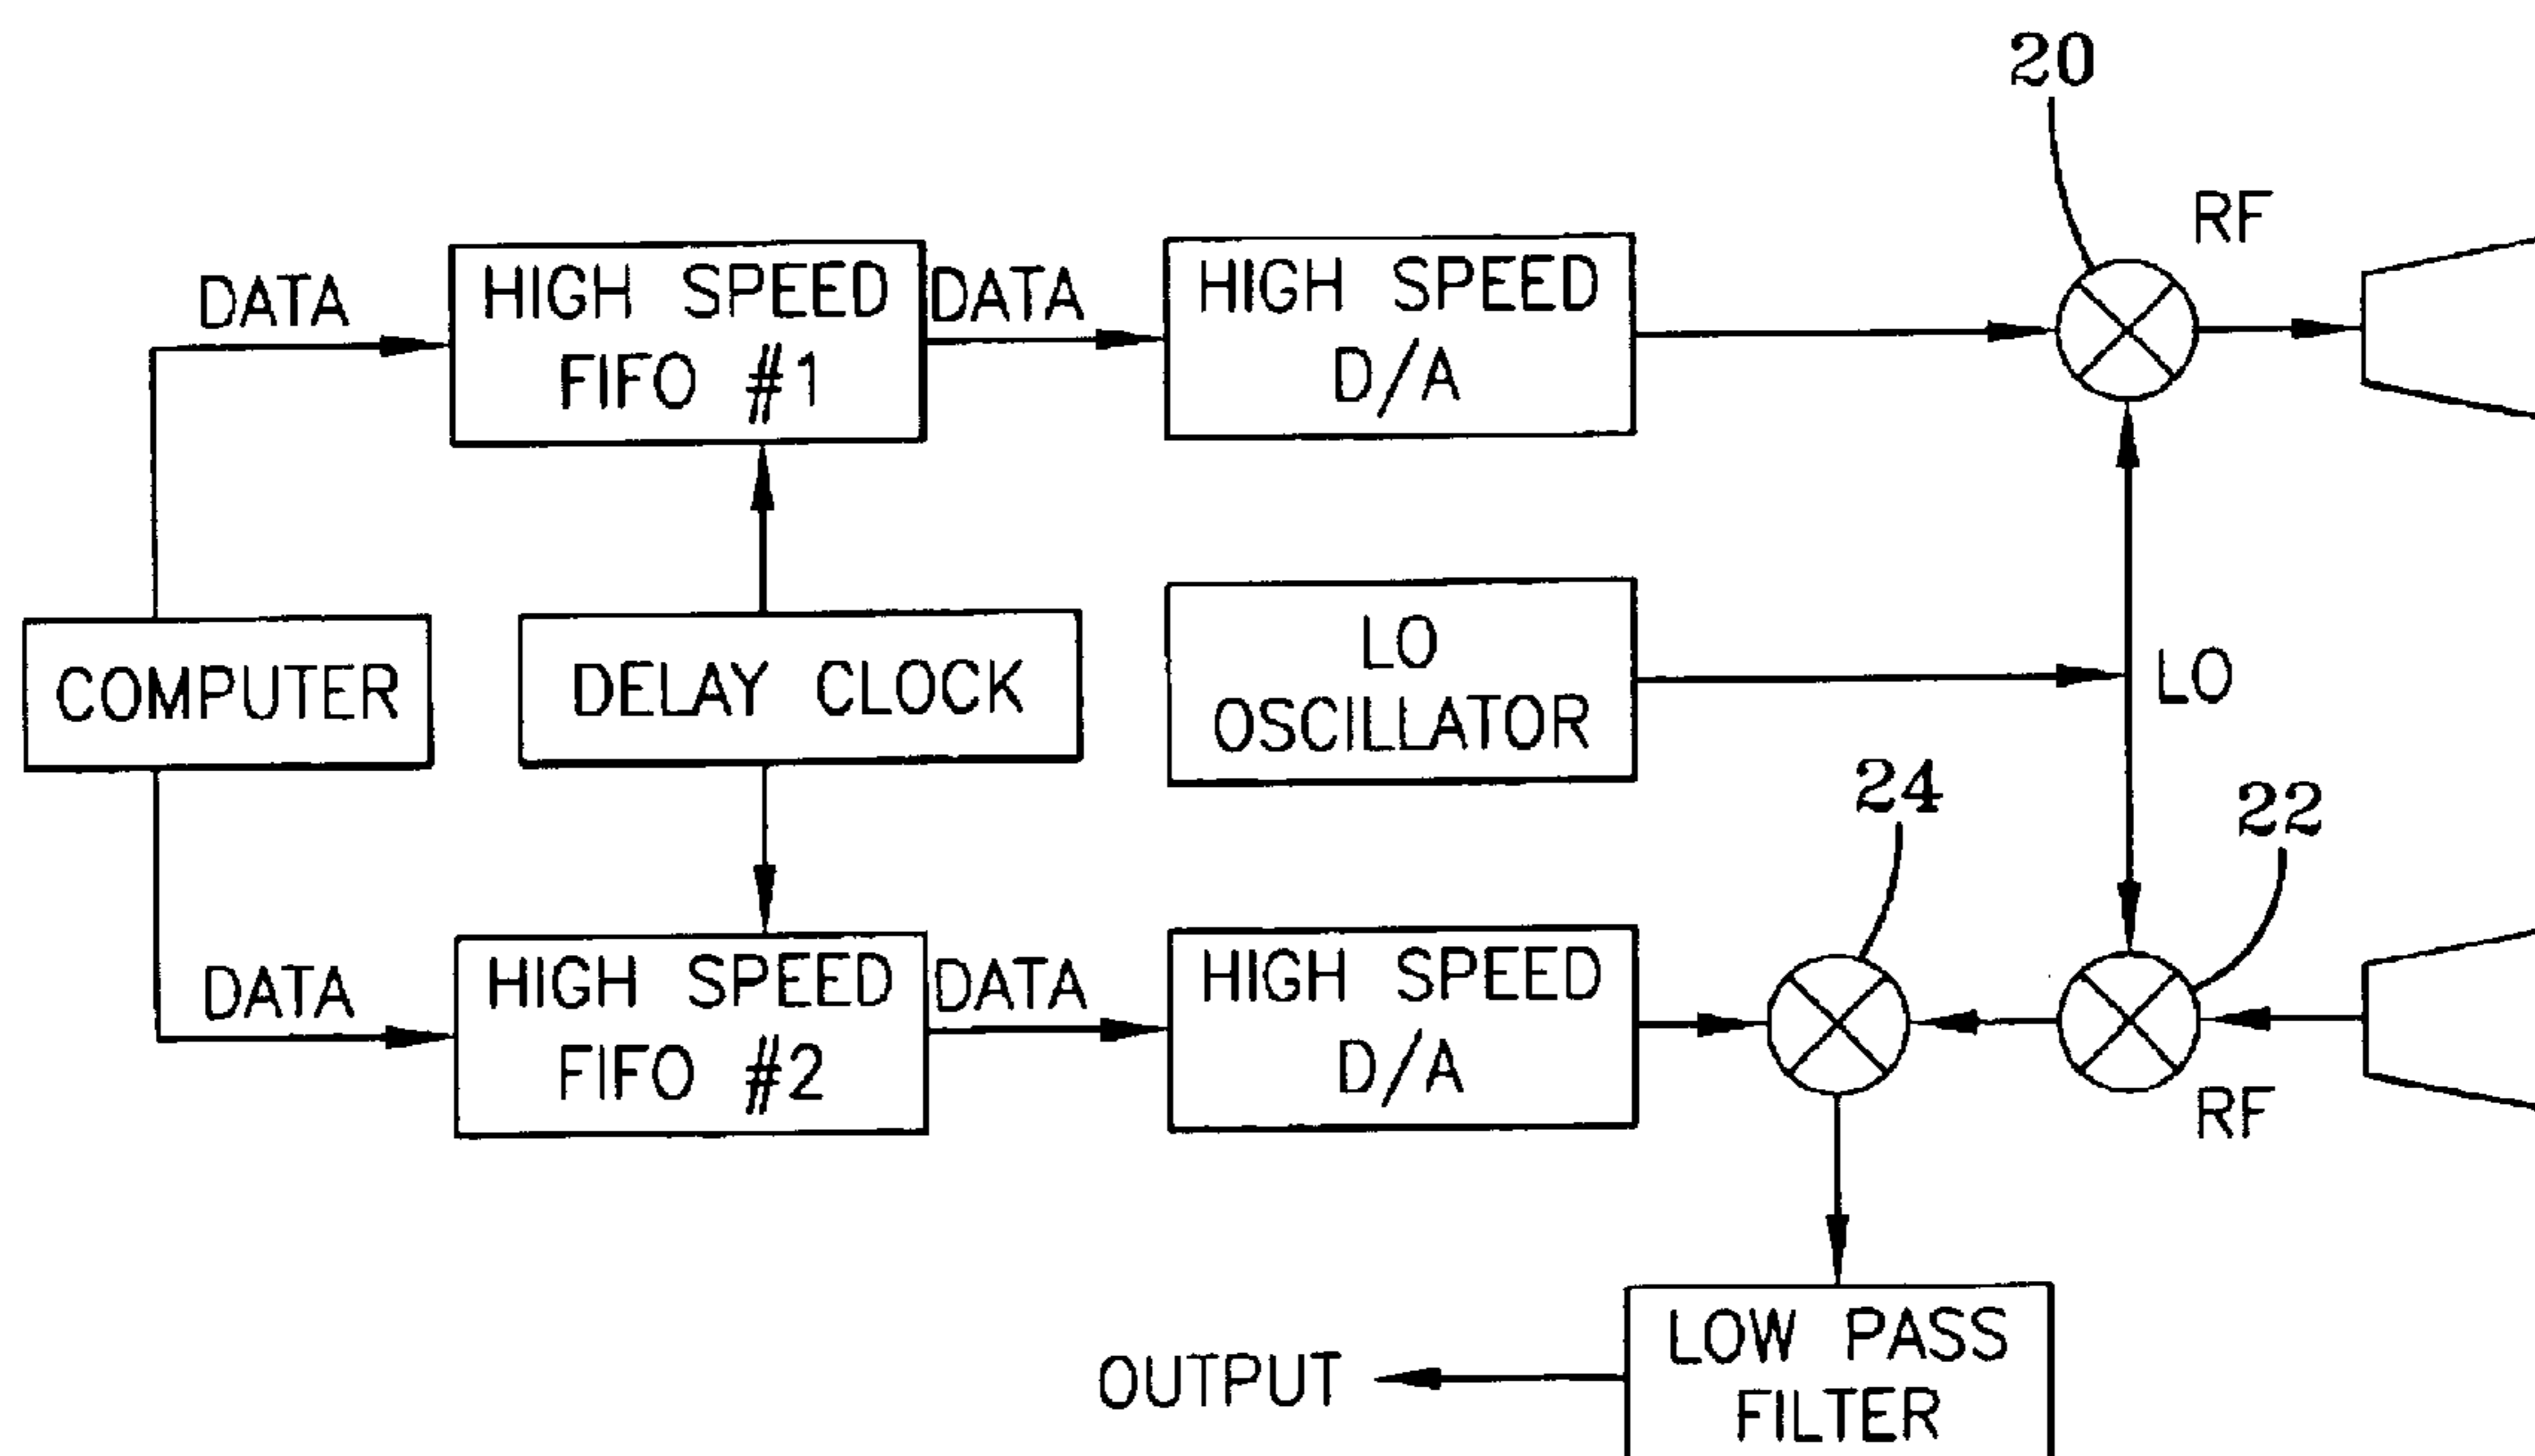 20
RF
DATA
HIGH SPEED
FIFO #1
DATA
HIGH SPEED
D/A
COMPUTER
DELAY CLOCK
LO
OSCILLATOR
LO
24
22
DATA
HIGH SPEED
FIFO #2
DATA
HIGH SPEED
D/A
RF
LOW PASS
FILTER
OUTPUT